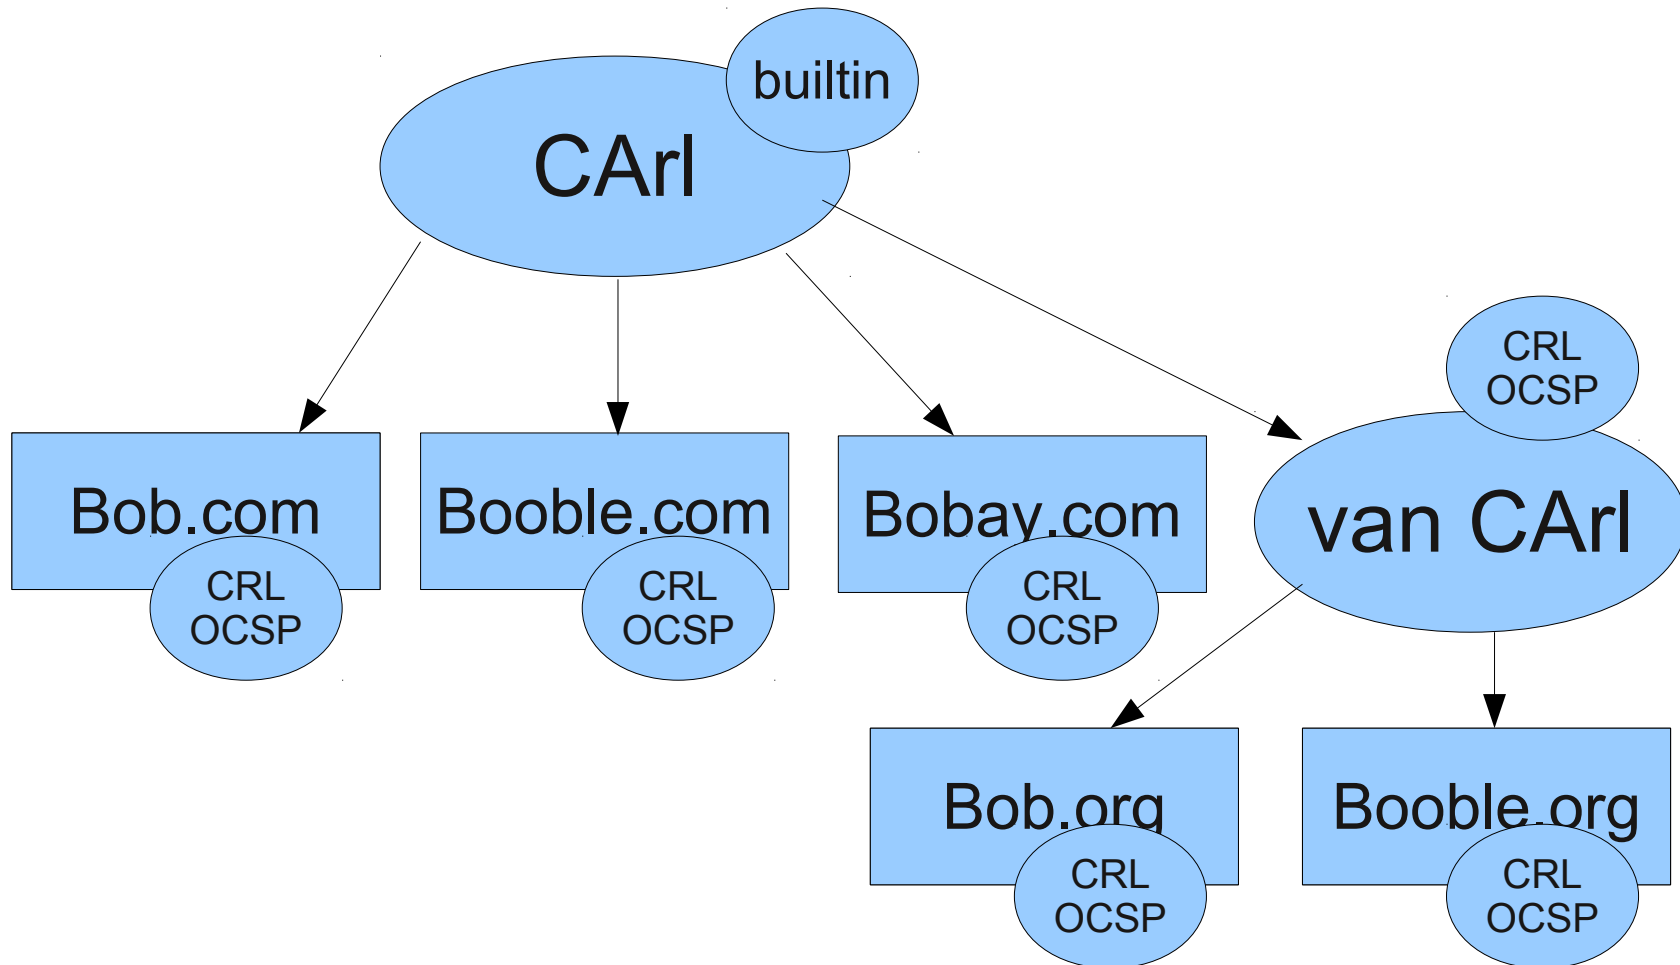 builtin
CArl
CRL
OCSP
Bob.com
Booble.com
Bobay.com
van CArl
CRL
OCSP
CRL
OCSP
CRL
OCSP
Bob.org
Booble.org
CRL
OCSP
CRL
OCSP